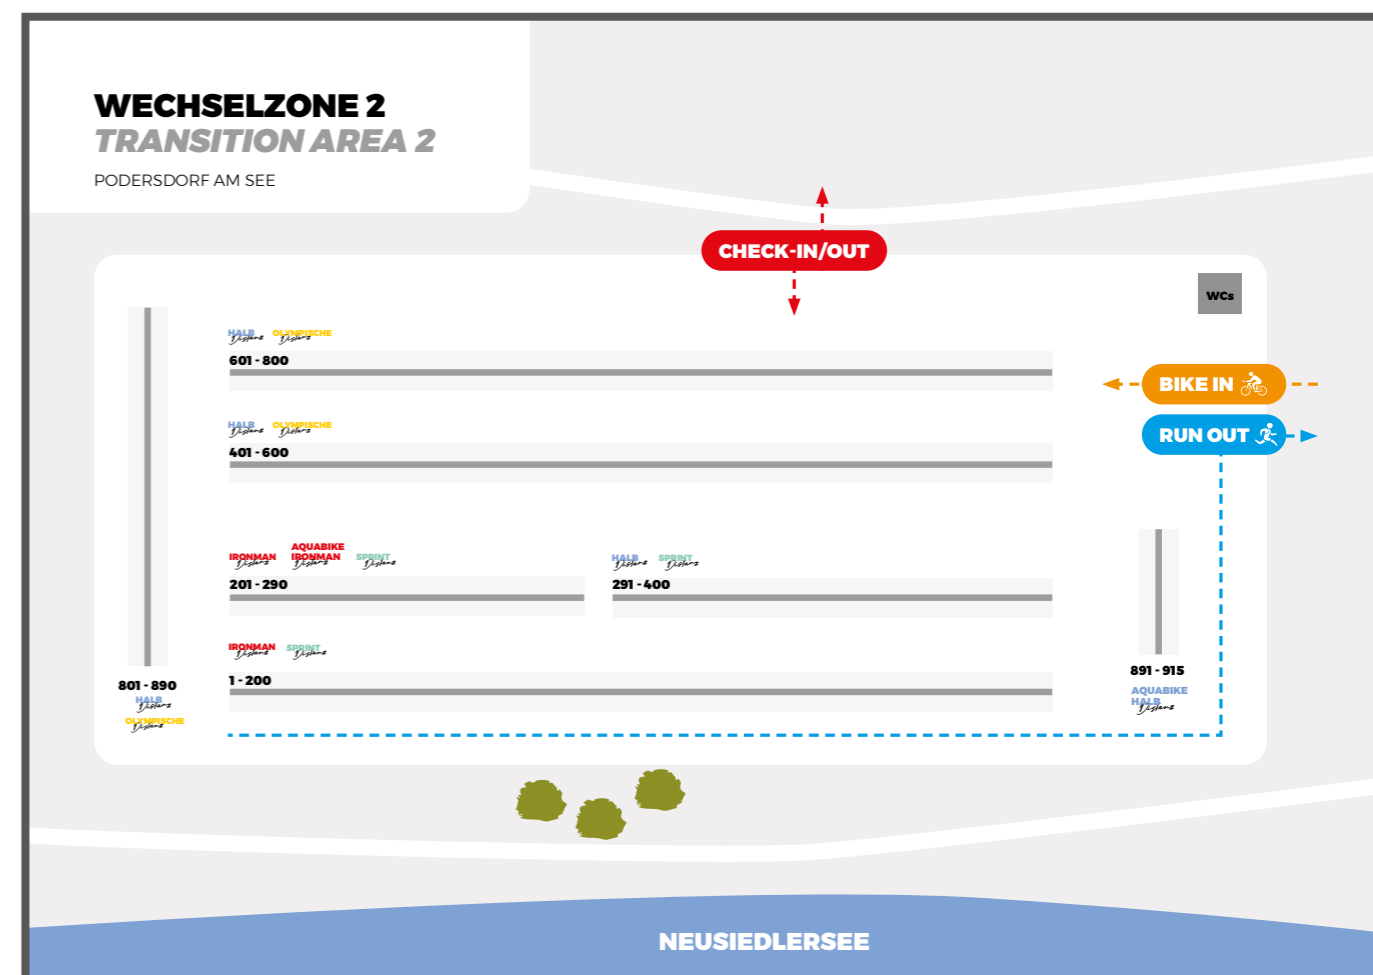 WECHSELZONE 2
TRANSITION AREA 2
PODERSDORF AM SEE
CHECK-IN/OUT
WCs
HALB Distanz OLYMPISCHE Distanz
601 - 800
BIKE IN
HALB Distanz OLYMPISCHE Distanz
401 - 600
RUN OUT
IRONMAN Distanz AQUABIKE IRONMAN Distanz SPRINT Distanz
201 - 290
HALB Distanz SPRINT Distanz
291 - 400
IRONMAN Distanz SPRINT Distanz
1 - 200
801 - 890
HALB Distanz
OLYMPISCHE Distanz
891 - 915
AQUABIKE
HALB Distanz
NEUSIEDLERSEE